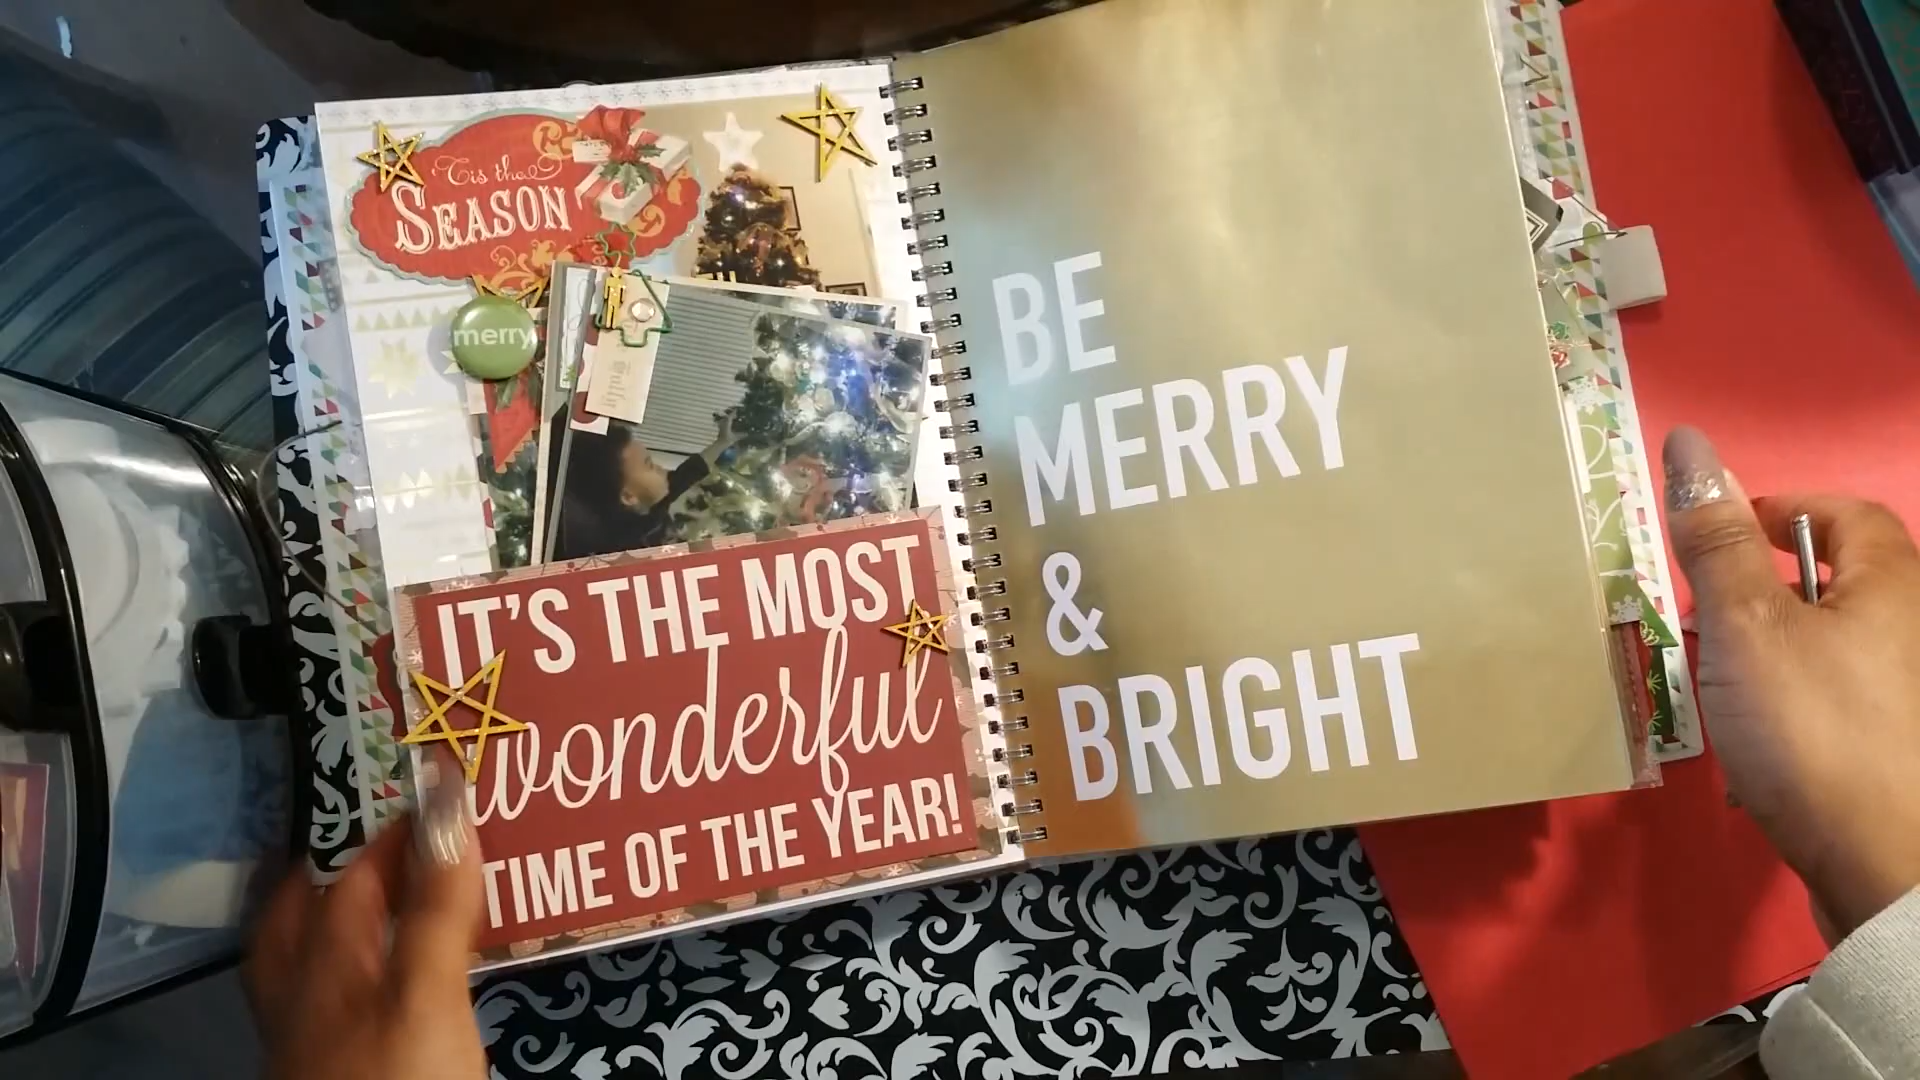 'Tis the
SEASON
merry
IT'S THE MOST
wonderful
TIME OF THE YEAR!
BE
MERRY
&
BRIGHT